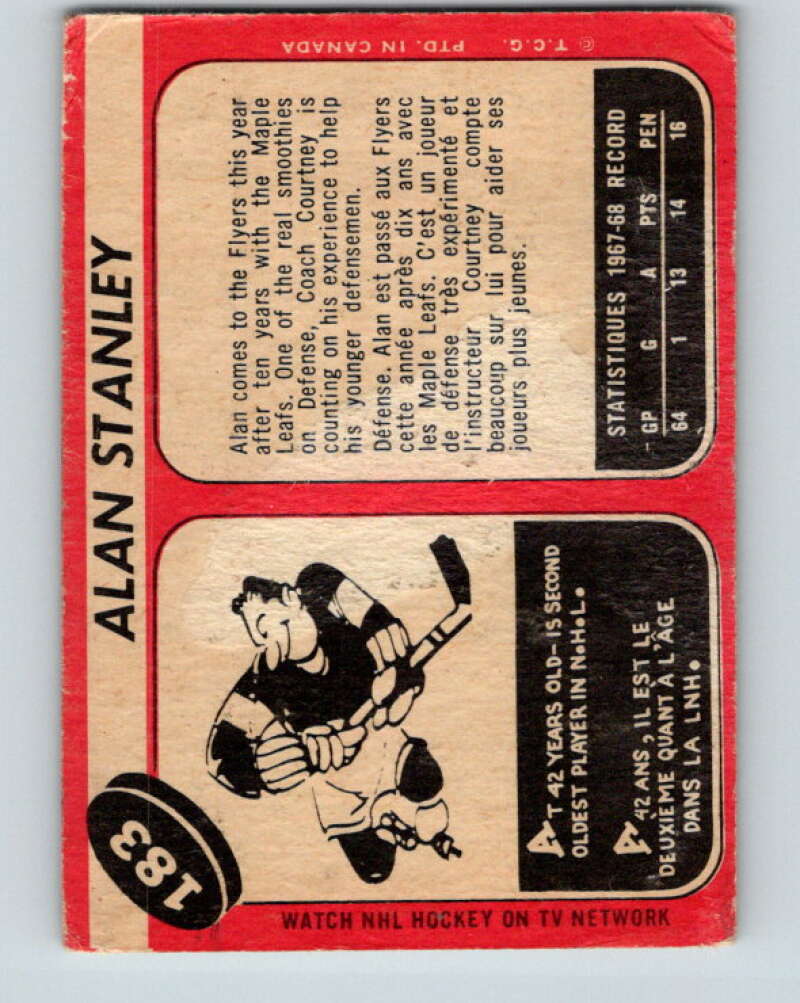 183
ALAN STANLEY
WATCH NHL HOCKEY ON TV NETWORK
AT 42 YEARS OLD- IS SECOND
OLDEST PLAYER IN N.H.L.
A 42 ANS, IL EST LE
DEUXIÈME QUANT À L'ÂGE
DANS LA LNH.
Alan comes to the Flyers this year
after ten years with the Maple
Leafs. One of the real smoothies
on Defense, Coach Courtney is
counting on his experience to help
his younger defensemen.
Défense. Alan est passé aux Flyers
cette année après dix ans avec
les Maple Leafs. C'est un joueur
de défense très expérimenté et
l'instructeur Courtney compte
beaucoup sur lui pour aider ses
joueurs plus jeunes.
STATISTIQUES 1967-68 RECORD
GP G A PTS PEN
64 1 13 14 16
© T.C.G. PTD. IN CANADA